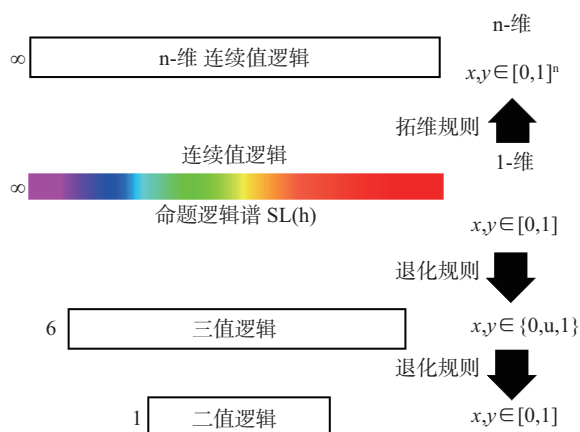 n-维
∞ n-维 连续值逻辑 x,y∈[0,1]ⁿ
拓维规则
连续值逻辑 1-维
∞
命题逻辑谱 SL(h) x,y∈[0,1]
退化规则
6 三值逻辑 x,y∈{0,u,1}
退化规则
1 二值逻辑 x,y∈[0,1]